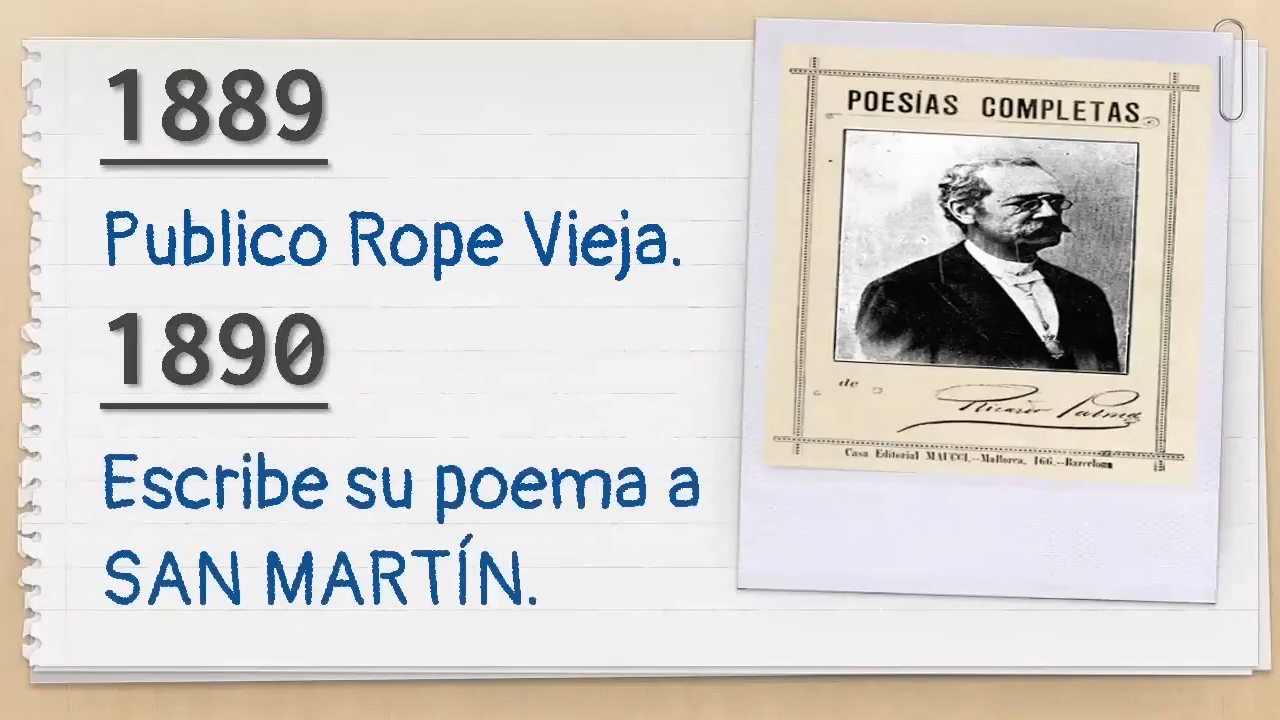 1889
Publico Rope Vieja.
1890
Escribe su poema a
SAN MARTÍN.
POESÍAS COMPLETAS
de
Ricardo Palma
Casa Editorial MAUCCI.--Mallorca, 166.--Barcelona